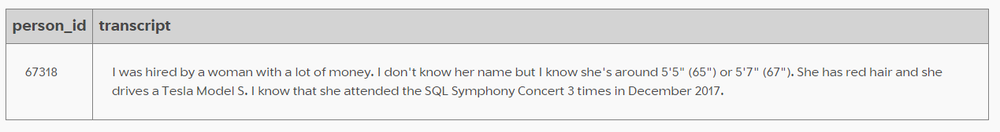 person_id transcript
67318 I was hired by a woman with a lot of money. I don't know her name but I know she's around 5'5" (65") or 5'7" (67"). She has red hair and she
drives a Tesla Model S. I know that she attended the SQL Symphony Concert 3 times in December 2017.